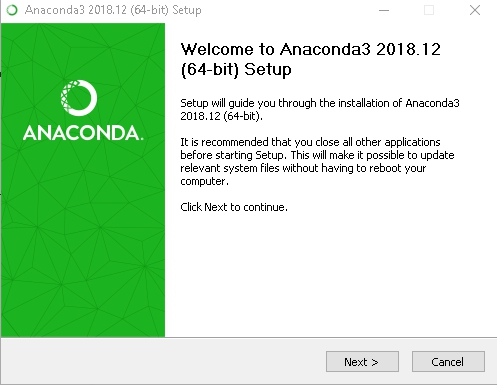 Anaconda3 2018.12 (64-bit) Setup
Welcome to Anaconda3 2018.12
(64-bit) Setup
ANACONDA.
Setup will guide you through the installation of Anaconda3
2018.12 (64-bit).
It is recommended that you close all other applications
before starting Setup. This will make it possible to update
relevant system files without having to reboot your
computer.
Click Next to continue.
Next >
Cancel